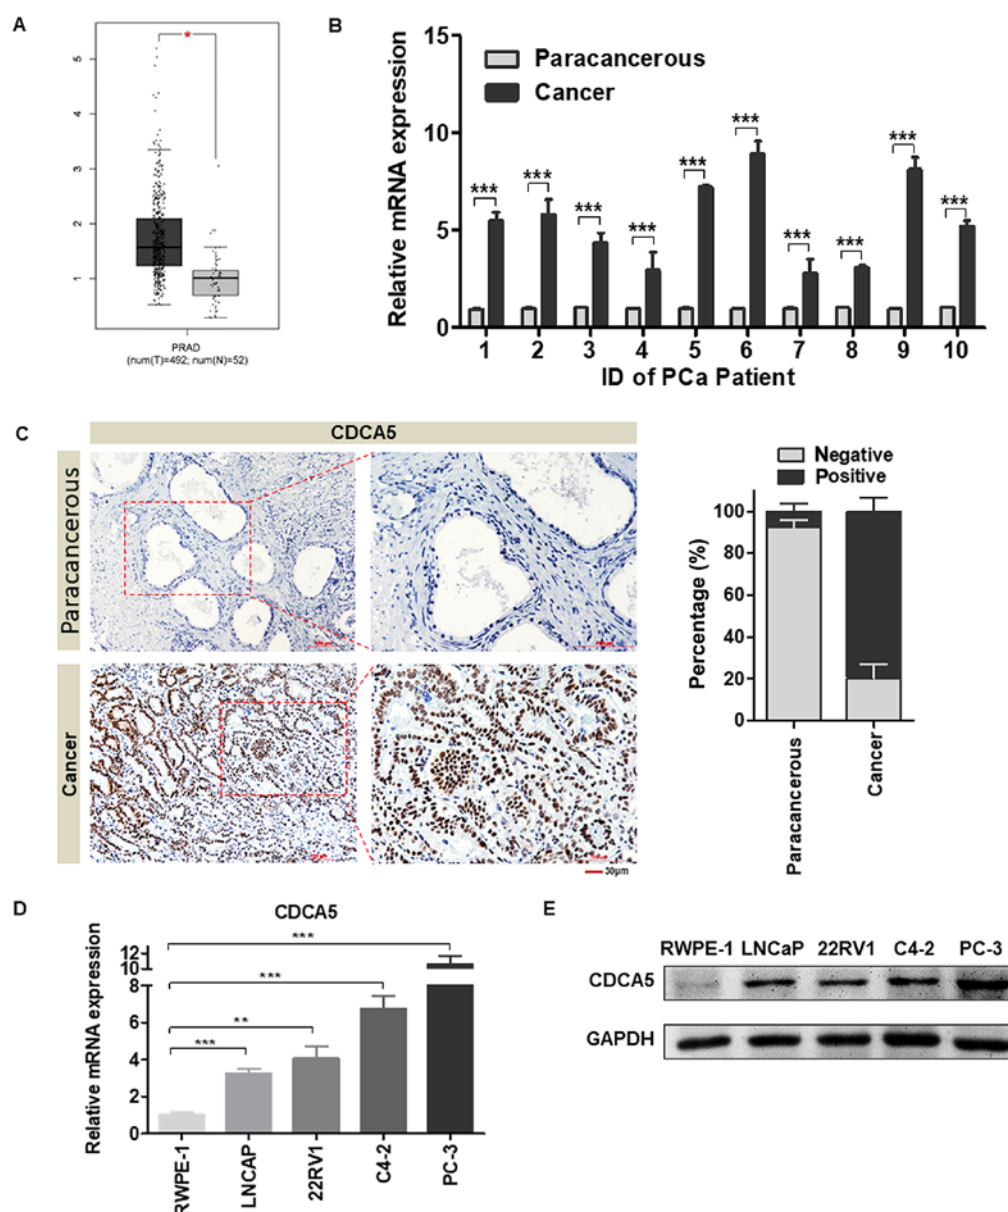 A
*
5
4
3
2
1
PRAD
(num(T)=492; num(N)=52)
B
Relative mRNA expression
15
10
5
0
Paracancerous
Cancer
*** *** *** *** *** *** *** *** *** ***
1 2 3 4 5 6 7 8 9 10
ID of PCa Patient
C
CDCA5
Paracancerous
Cancer
30μm
Negative
Positive
Percentage (%)
100
80
60
40
20
0
Paracancerous
Cancer
D
CDCA5
Relative mRNA expression
12
10
8
6
4
2
0
***
***
**
***
RWPE-1
LNCAP
22RV1
C4-2
PC-3
E
RWPE-1 LNCaP 22RV1 C4-2 PC-3
CDCA5
GAPDH